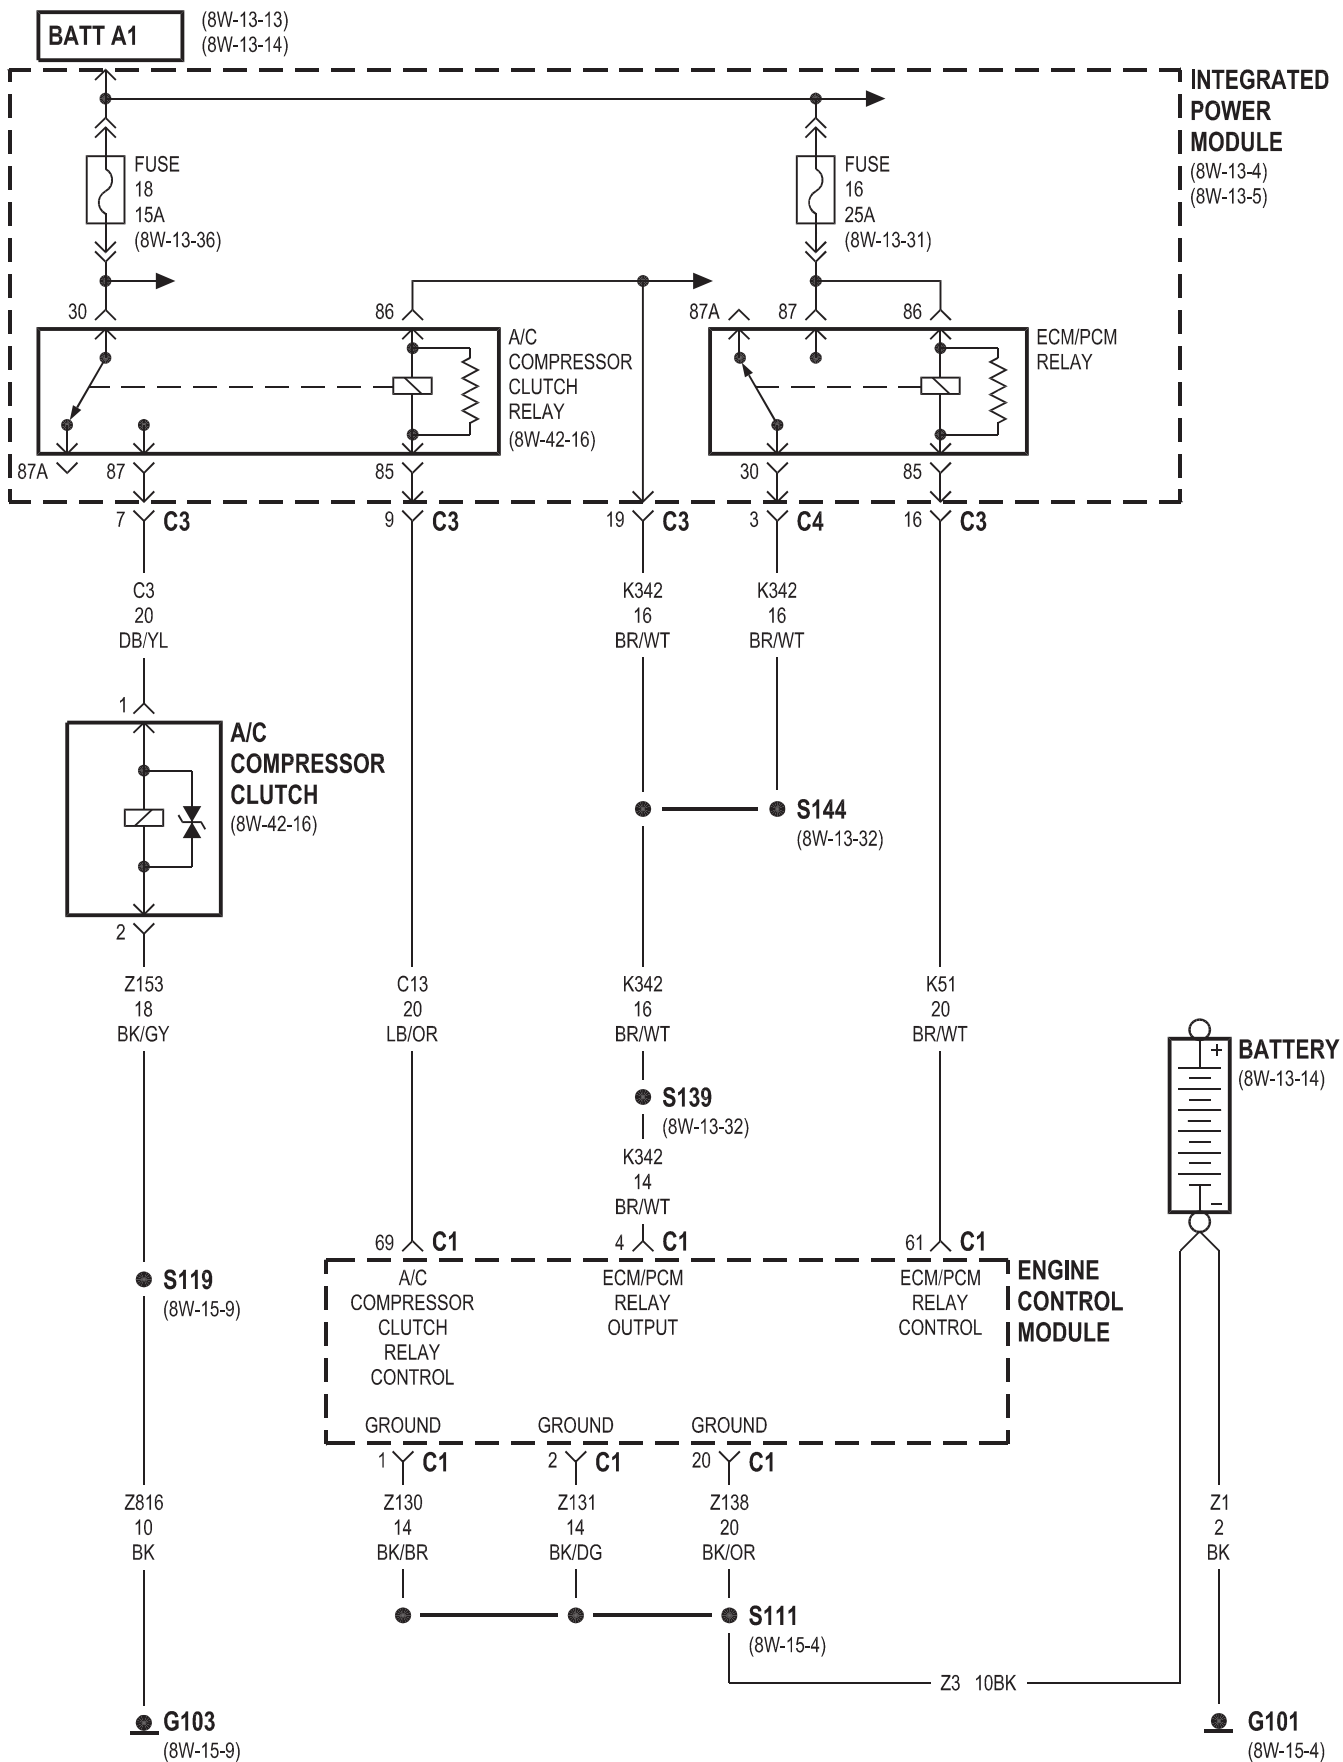 BATT A1
(8W-13-13)
(8W-13-14)
INTEGRATED
POWER
MODULE
(8W-13-4)
(8W-13-5)
FUSE
18
15A
(8W-13-36)
FUSE
16
25A
(8W-13-31)
30
86
87A
87
86
A/C
COMPRESSOR
CLUTCH
RELAY
(8W-42-16)
ECM/PCM
RELAY
87A
87
85
30
85
7
C3
9
C3
19
C3
3
C4
16
C3
C3
20
DB/YL
K342
16
BR/WT
K342
16
BR/WT
1
A/C
COMPRESSOR
CLUTCH
(8W-42-16)
S144
(8W-13-32)
2
Z153
18
BK/GY
C13
20
LB/OR
K342
16
BR/WT
K51
20
BR/WT
+
BATTERY
(8W-13-14)
−
S139
(8W-13-32)
K342
14
BR/WT
69
C1
4
C1
61
C1
S119
(8W-15-9)
A/C
COMPRESSOR
CLUTCH
RELAY
CONTROL
ECM/PCM
RELAY
OUTPUT
ECM/PCM
RELAY
CONTROL
ENGINE
CONTROL
MODULE
GROUND
GROUND
GROUND
1
C1
2
C1
20
C1
Z816
10
BK
Z130
14
BK/BR
Z131
14
BK/DG
Z138
20
BK/OR
Z1
2
BK
S111
(8W-15-4)
Z3 10BK
G103
(8W-15-9)
G101
(8W-15-4)